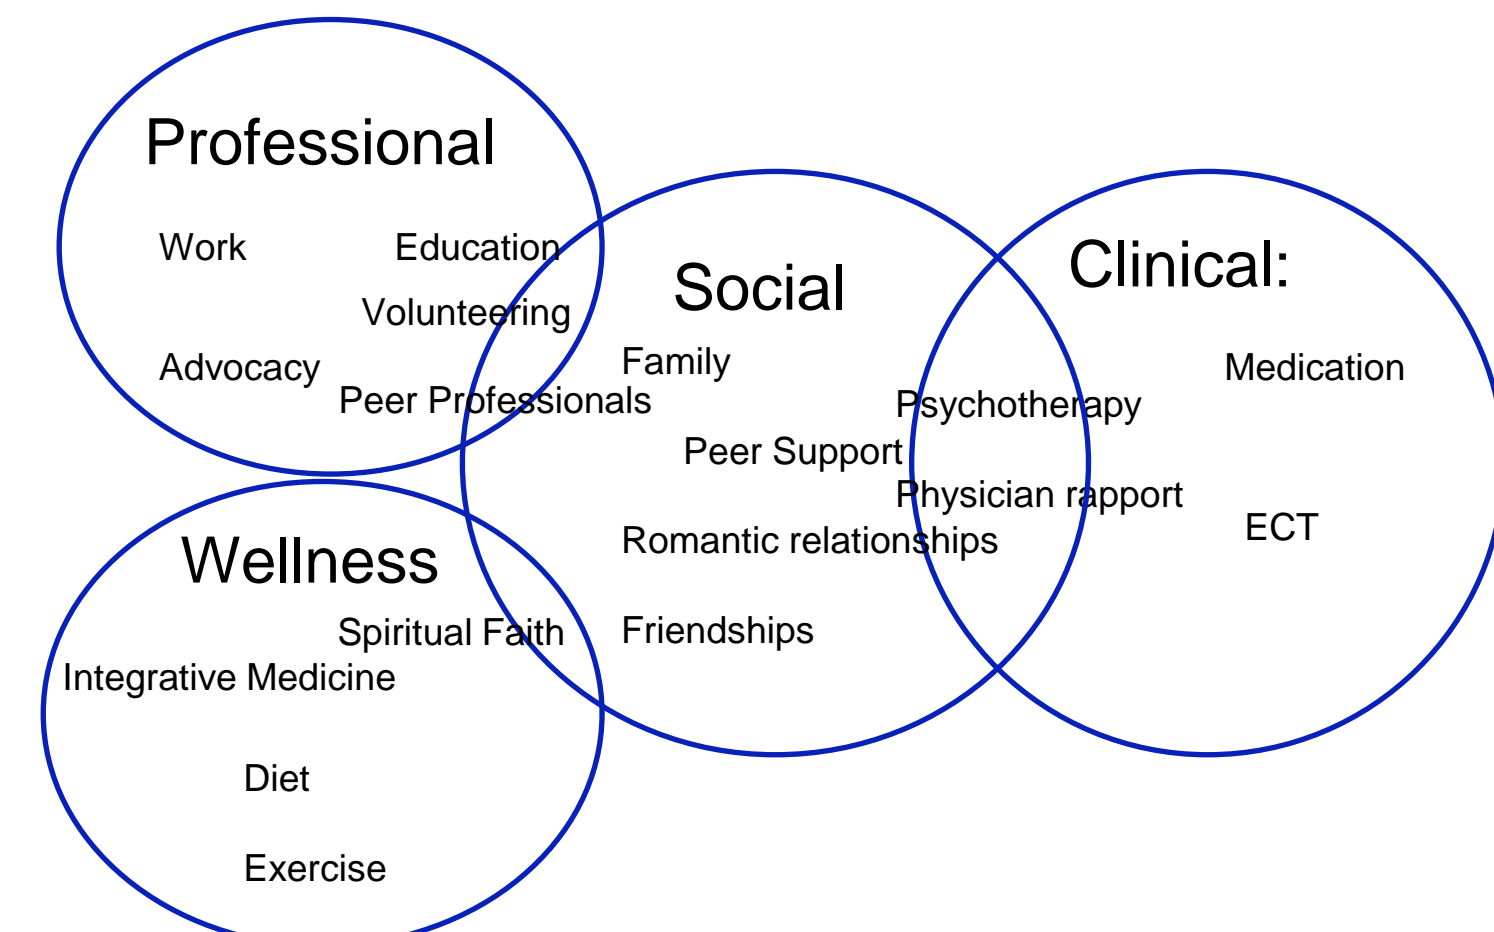 Professional
Work
Education
Volunteering
Advocacy
Peer Professionals
Social
Family
Peer Support
Romantic relationships
Friendships
Clinical:
Medication
Psychotherapy
Physician rapport
ECT
Wellness
Spiritual Faith
Integrative Medicine
Diet
Exercise